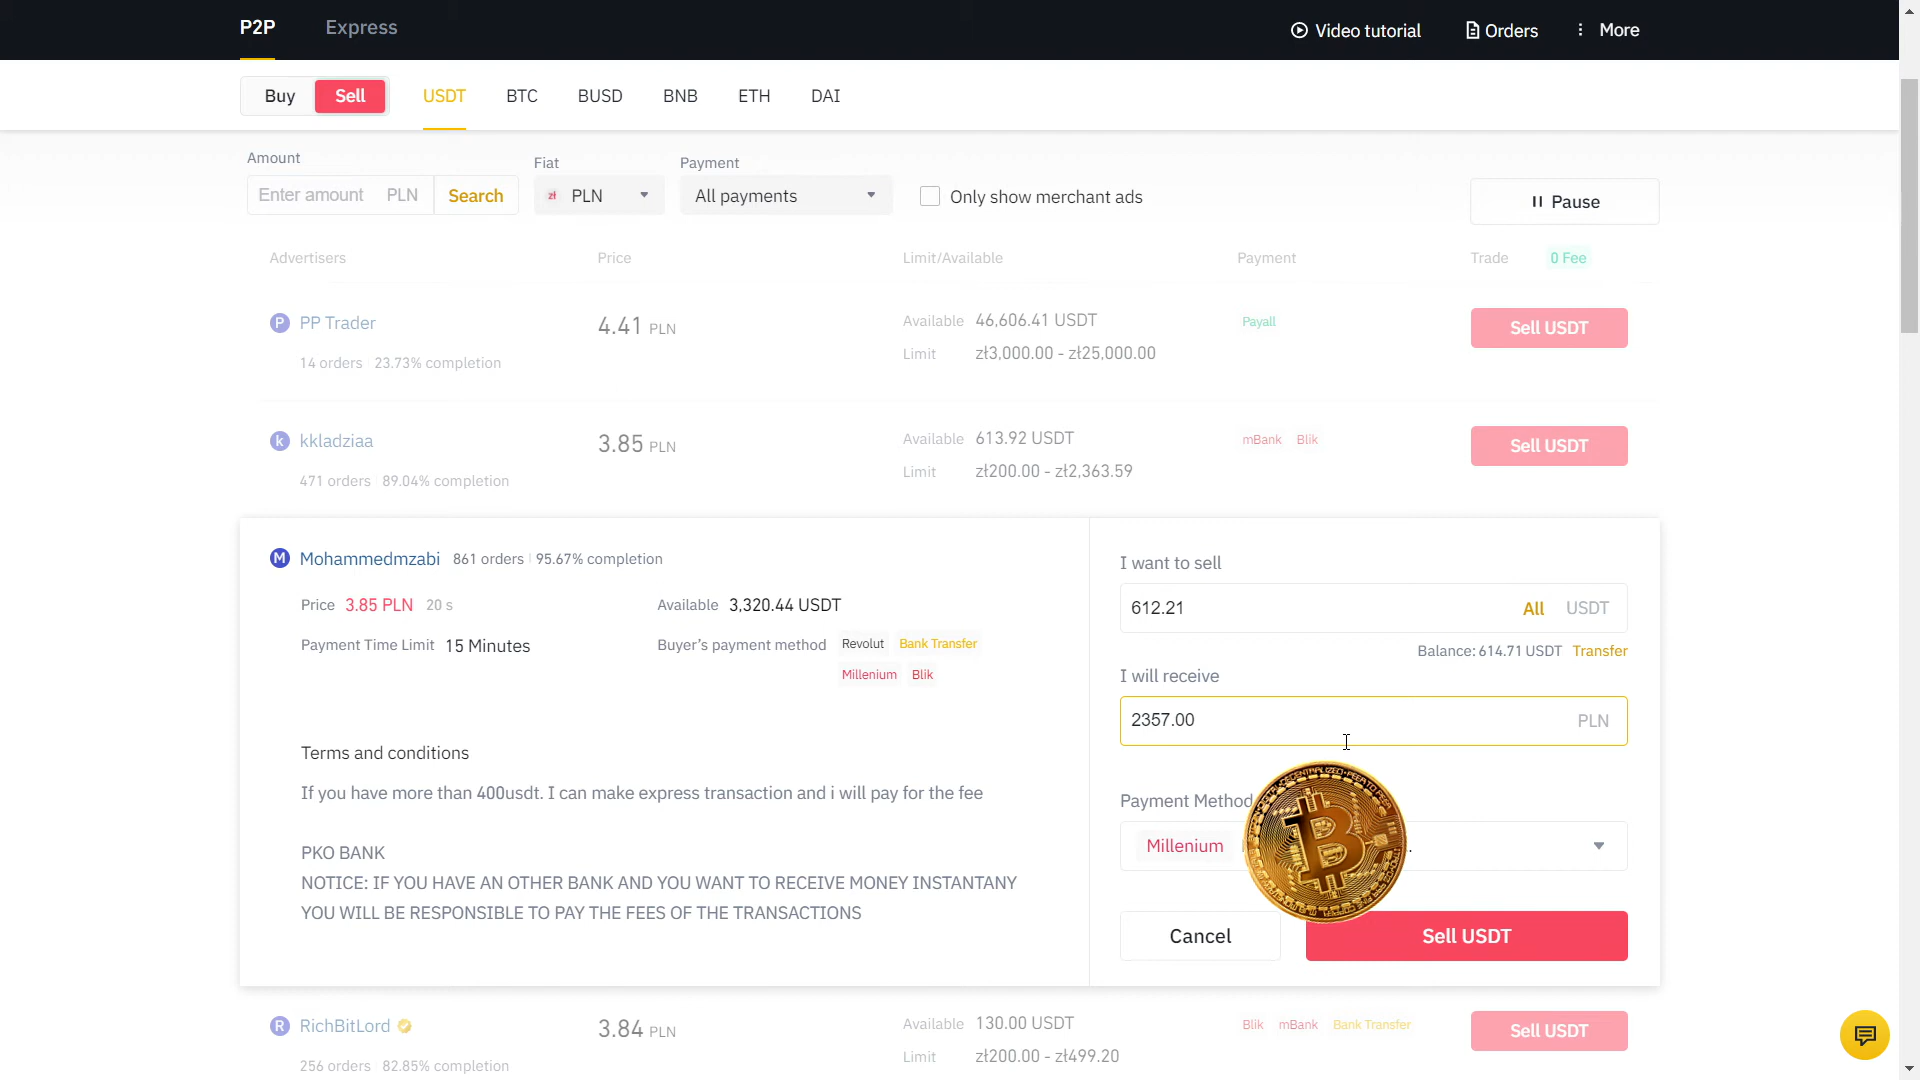 P2P Express Video tutorial Orders More
Buy Sell USDT BTC BUSD BNB ETH DAI
Amount Fiat Payment
Enter amount PLN Search zł PLN All payments Only show merchant ads Pause
Advertisers Price Limit/Available Payment Trade 0 Fee
P PP Trader 4.41 PLN Available 46,606.41 USDT Payall Sell USDT
14 orders 23.73% completion Limit zł3,000.00 - zł25,000.00
k kkladziaa 3.85 PLN Available 613.92 USDT mBank Blik Sell USDT
471 orders 89.04% completion Limit zł200.00 - zł2,363.59
M Mohammedmzabi 861 orders 95.67% completion
Price 3.85 PLN 20 s Available 3,320.44 USDT
Payment Time Limit 15 Minutes Buyer's payment method Revolut Bank Transfer
Millenium Blik
Terms and conditions
If you have more than 400usdt. I can make express transaction and i will pay for the fee
PKO BANK
NOTICE: IF YOU HAVE AN OTHER BANK AND YOU WANT TO RECEIVE MONEY INSTANTANY
YOU WILL BE RESPONSIBLE TO PAY THE FEES OF THE TRANSACTIONS
I want to sell
612.21 All USDT
Balance: 614.71 USDT Transfer
I will receive
2357.00 PLN
Payment Method
Millenium
Cancel Sell USDT
R RichBitLord 3.84 PLN Available 130.00 USDT Blik mBank Bank Transfer Sell USDT
256 orders 82.85% completion Limit zł200.00 - zł499.20